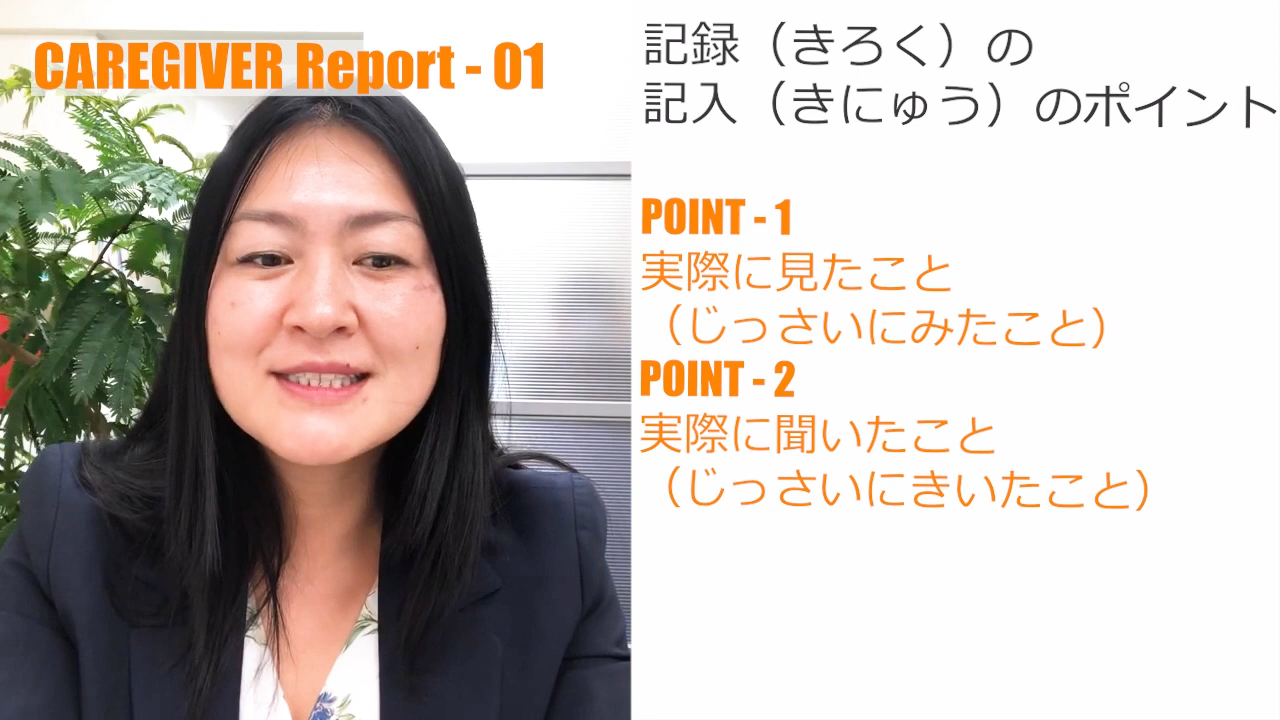 CAREGIVER Report - 01
記録（きろく）の
記入（きにゅう）のポイント
POINT - 1
実際に見たこと
（じっさいにみたこと）
POINT - 2
実際に聞いたこと
（じっさいにきいたこと）